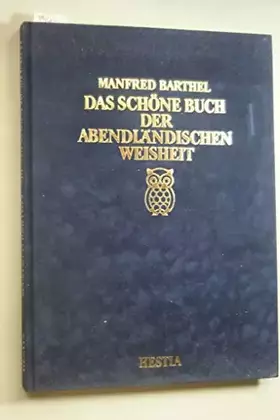 MANFRED BARTHEL
DAS SCHÖNE BUCH
DER
ABENDLÄNDISCHEN
WEISHEIT
HESTIA